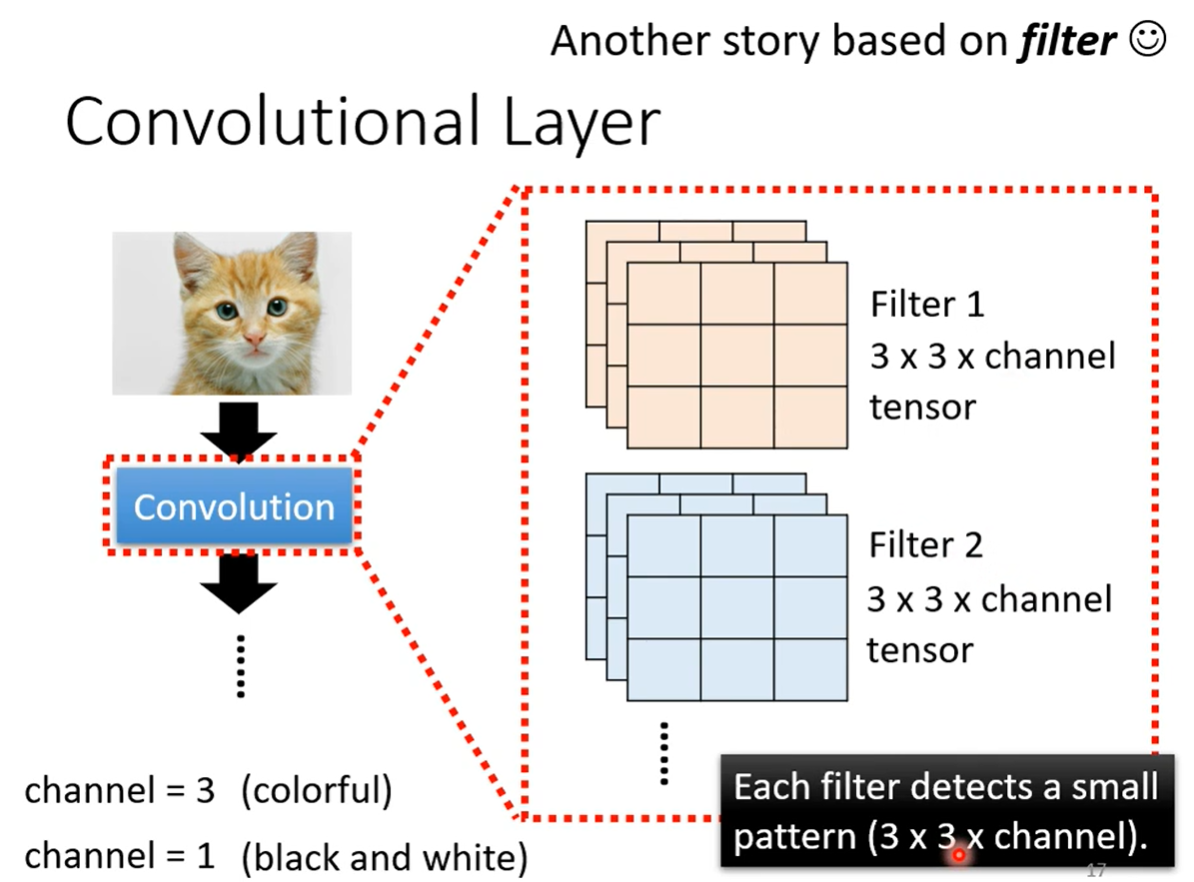 Another story based on filter ☺
Convolutional Layer
Convolution
channel = 3 (colorful)
channel = 1 (black and white)
Filter 1
3 x 3 x channel
tensor
Filter 2
3 x 3 x channel
tensor
Each filter detects a small
pattern (3 x 3 x channel).
17